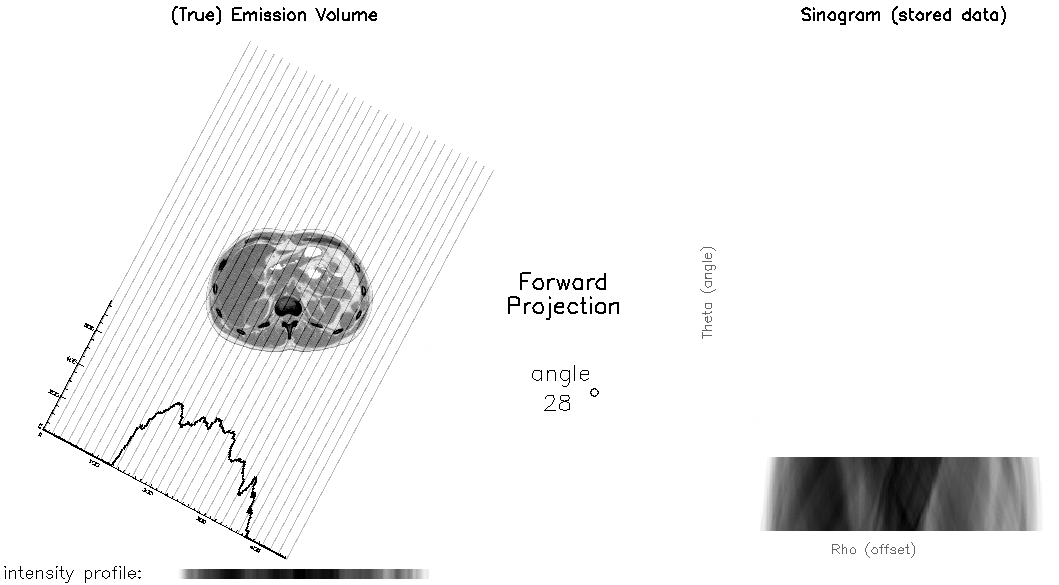 (True) Emission Volume
Sinogram (stored data)
Forward
Projection
angle
28 °
Theta (angle)
Rho (offset)
intensity profile: